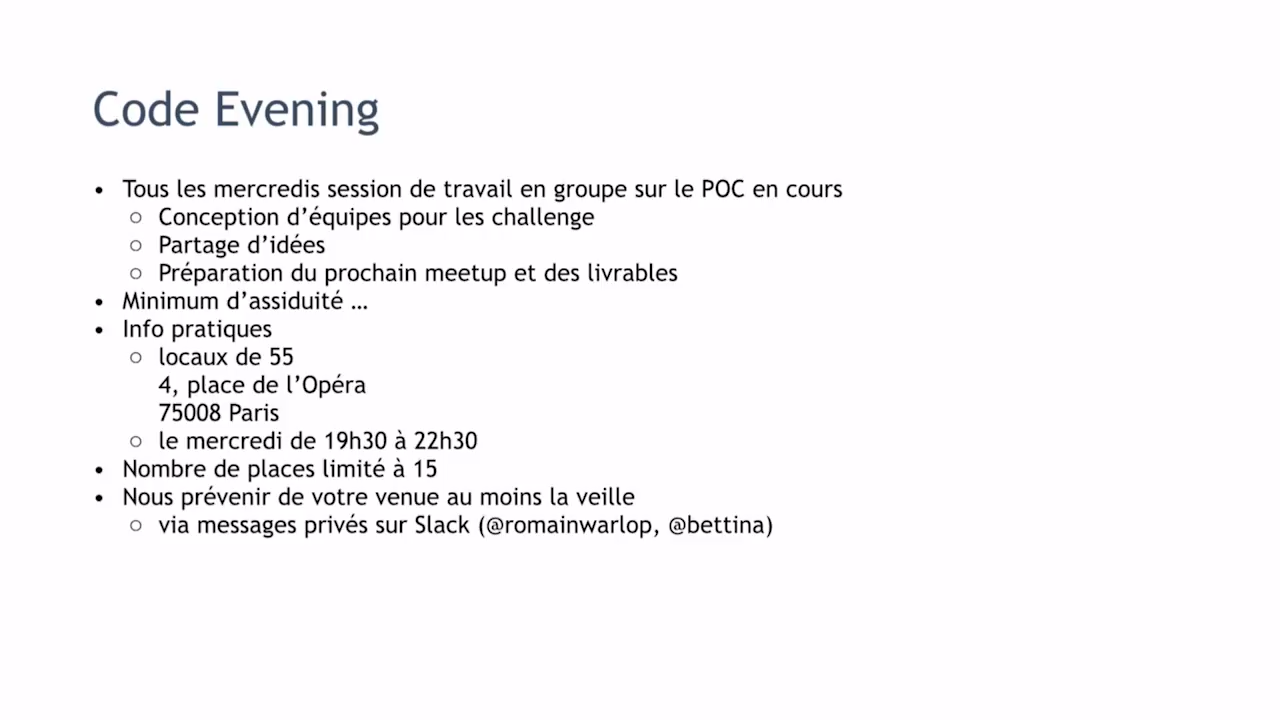 Code Evening
• Tous les mercredis session de travail en groupe sur le POC en cours
○ Conception d’équipes pour les challenge
○ Partage d’idées
○ Préparation du prochain meetup et des livrables
• Minimum d’assiduité …
• Info pratiques
○ locaux de 55
4, place de l’Opéra
75008 Paris
○ le mercredi de 19h30 à 22h30
• Nombre de places limité à 15
• Nous prévenir de votre venue au moins la veille
○ via messages privés sur Slack (@romainwarlop, @bettina)